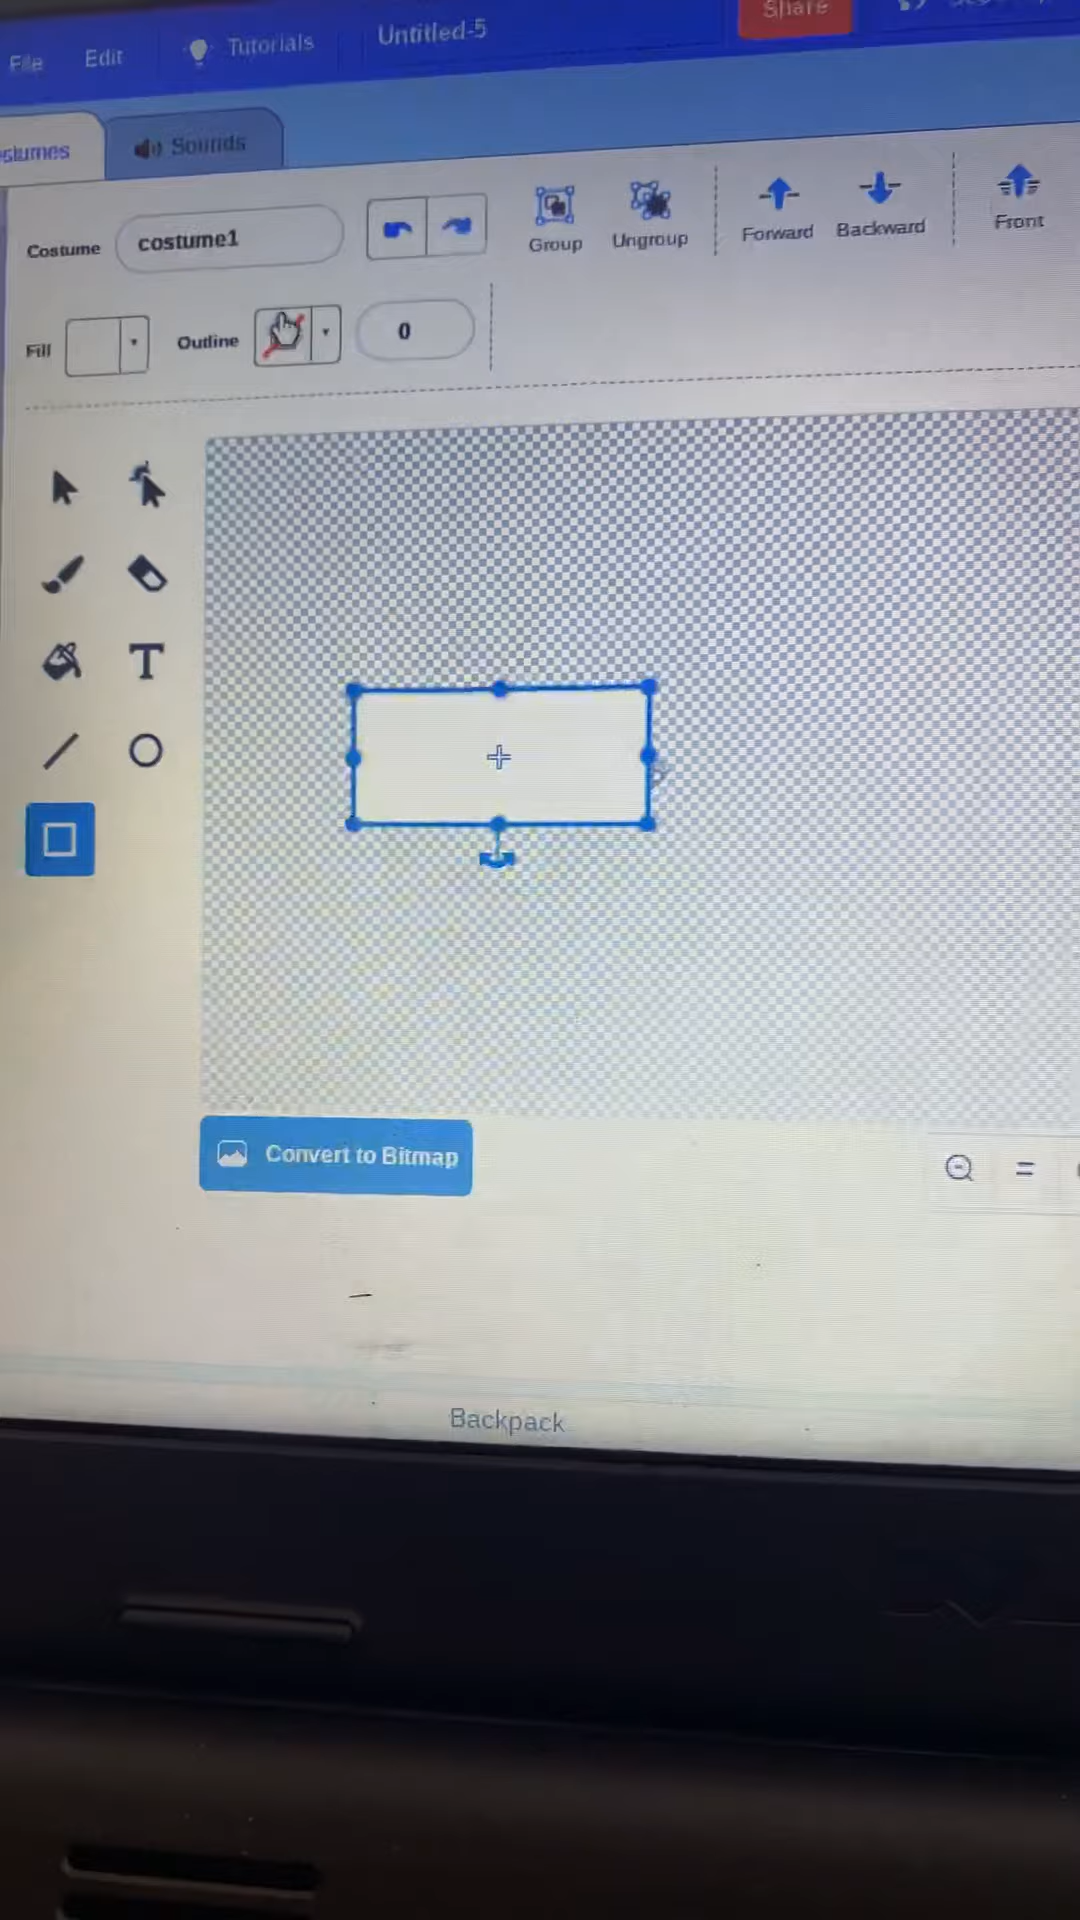 File Edit Tutorials Untitled-5 Share
Sounds
Costume costume1 Group Ungroup Forward Backward Front
Fill Outline 0
T
Convert to Bitmap
Backpack